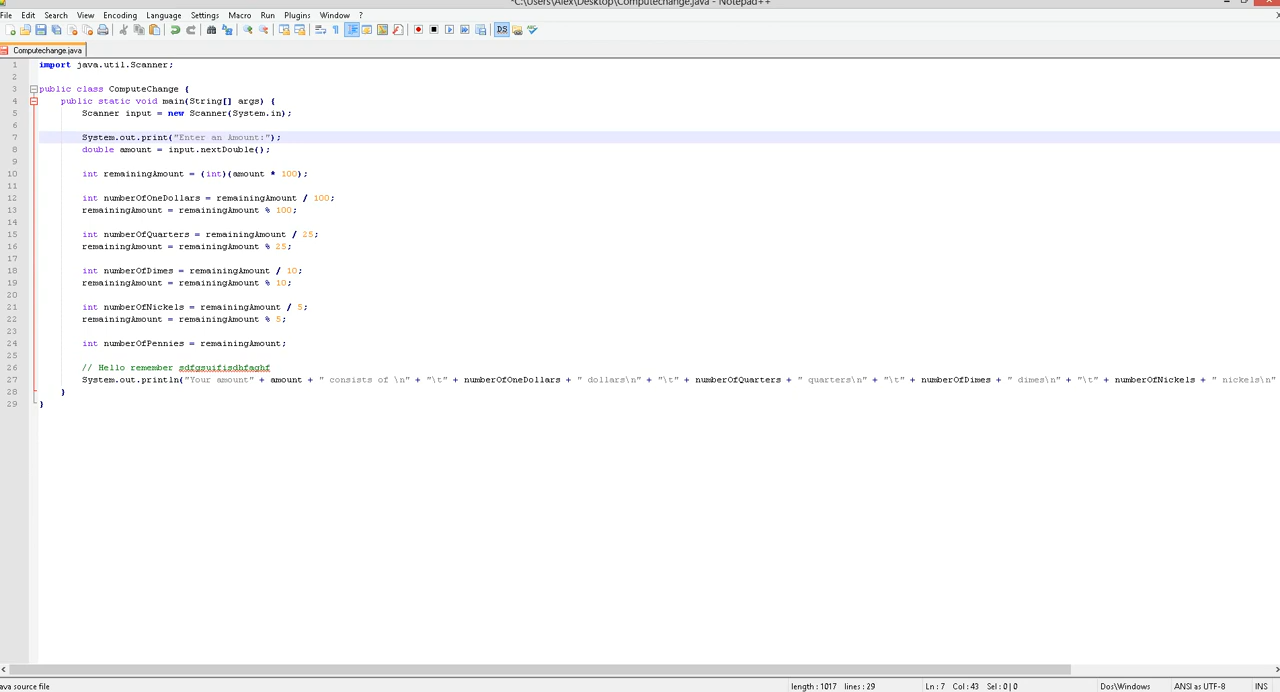 *C:\Users\Alex\Desktop\Computechange.java - Notepad++
File Edit Search View Encoding Language Settings Macro Run Plugins Window ?
Computechange.java
1 import java.util.Scanner;
2
3 public class ComputeChange {
4 public static void main(String[] args) {
5 Scanner input = new Scanner(System.in);
6
7 System.out.print("Enter an Amount:");
8 double amount = input.nextDouble();
9
10 int remainingAmount = (int)(amount * 100);
11
12 int numberOfOneDollars = remainingAmount / 100;
13 remainingAmount = remainingAmount % 100;
14
15 int numberOfQuarters = remainingAmount / 25;
16 remainingAmount = remainingAmount % 25;
17
18 int numberOfDimes = remainingAmount / 10;
19 remainingAmount = remainingAmount % 10;
20
21 int numberOfNickels = remainingAmount / 5;
22 remainingAmount = remainingAmount % 5;
23
24 int numberOfPennies = remainingAmount;
25
26 // Hello remember sdfgsuifisdhfaghf
27 System.out.println("Your amount" + amount + " consists of \n" + "\t" + numberOfOneDollars + " dollars\n" + "\t" + numberOfQuarters + " quarters\n" + "\t" + numberOfDimes + " dimes\n" + "\t" + numberOfNickels + " nickels\n"
28 }
29 }
ava source file length : 1017 lines : 29 Ln : 7 Col : 43 Sel : 0 | 0 Dos\Windows ANSI as UTF-8 INS